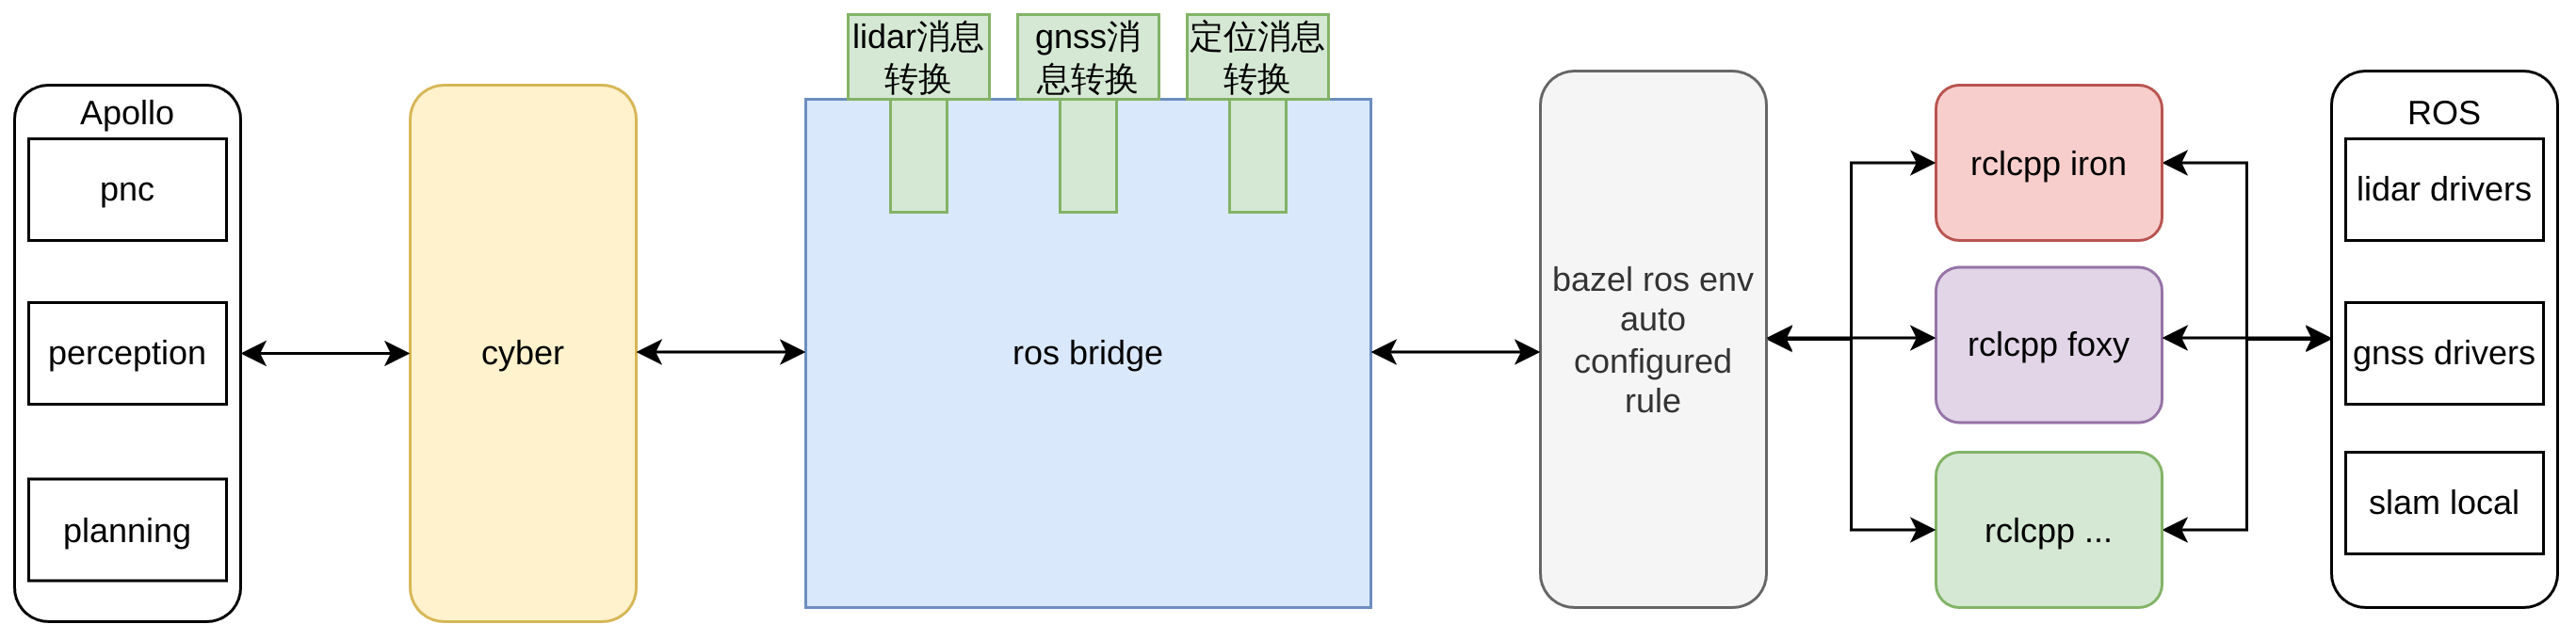 Apollo
pnc
perception
planning
cyber
lidar消息
转换
gnss消
息转换
定位消息
转换
ros bridge
bazel ros env
auto
configured
rule
rclcpp iron
rclcpp foxy
rclcpp ...
ROS
lidar drivers
gnss drivers
slam local